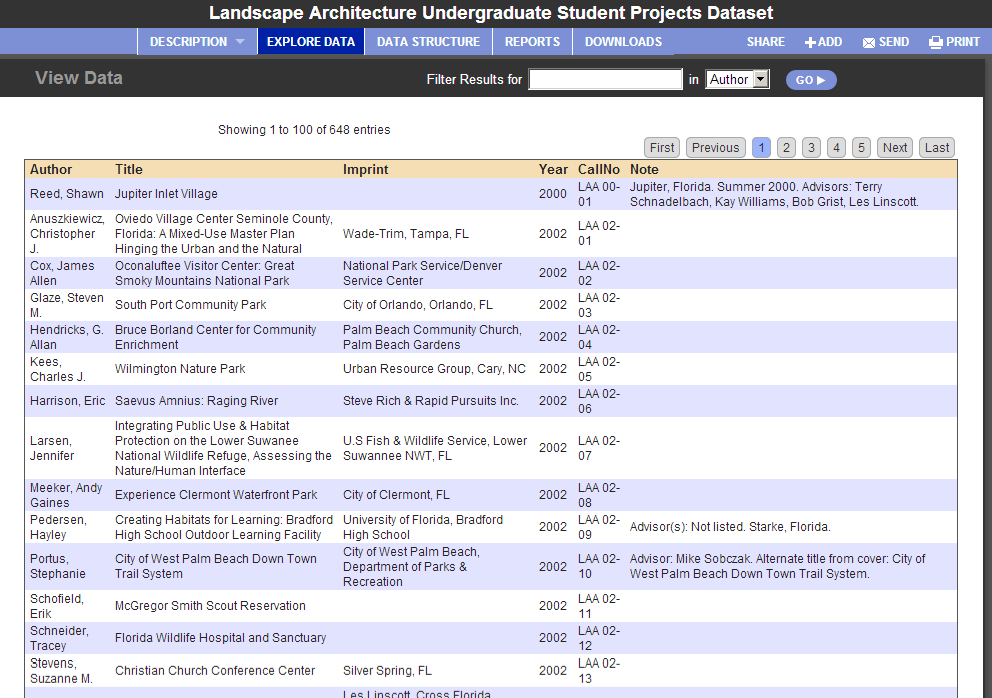 Landscape Architecture Undergraduate Student Projects Dataset
DESCRIPTION EXPLORE DATA DATA STRUCTURE REPORTS DOWNLOADS SHARE ADD SEND PRINT
View Data Filter Results for in Author GO
Showing 1 to 100 of 648 entries
First Previous 1 2 3 4 5 Next Last
Author Title Imprint Year CallNo Note
Reed, Shawn Jupiter Inlet Village 2000 LAA 00-
01 Jupiter, Florida. Summer 2000. Advisors: Terry
Schnadelbach, Kay Williams, Bob Grist, Les Linscott.
Anuszkiewicz,
Christopher
J.
Oviedo Village Center Seminole County,
Florida: A Mixed-Use Master Plan
Hinging the Urban and the Natural
Wade-Trim, Tampa, FL 2002 LAA 02-
01
Cox, James
Allen
Oconaluftee Visitor Center: Great
Smoky Mountains National Park
National Park Service/Denver
Service Center
2002 LAA 02-
02
Glaze, Steven
M.
South Port Community Park City of Orlando, Orlando, FL 2002 LAA 02-
03
Hendricks, G.
Allan
Bruce Borland Center for Community
Enrichment
Palm Beach Community Church,
Palm Beach Gardens
2002 LAA 02-
04
Kees,
Charles J.
Wilmington Nature Park Urban Resource Group, Cary, NC 2002 LAA 02-
05
Harrison, Eric Saevus Amnius: Raging River Steve Rich & Rapid Pursuits Inc. 2002 LAA 02-
06
Larsen,
Jennifer
Integrating Public Use & Habitat
Protection on the Lower Suwanee
National Wildlife Refuge, Assessing the
Nature/Human Interface
U.S Fish & Wildlife Service, Lower
Suwannee NWT, FL
2002 LAA 02-
07
Meeker, Andy
Gaines
Experience Clermont Waterfront Park City of Clermont, FL 2002 LAA 02-
08
Pedersen,
Hayley
Creating Habitats for Learning: Bradford
High School Outdoor Learning Facility
University of Florida, Bradford
High School
2002 LAA 02-
09
Advisor(s): Not listed. Starke, Florida.
Portus,
Stephanie
City of West Palm Beach Down Town
Trail System
City of West Palm Beach,
Department of Parks &
Recreation
2002 LAA 02-
10
Advisor: Mike Sobczak. Alternate title from cover: City of
West Palm Beach Down Town Trail System.
Schofield,
Erik
McGregor Smith Scout Reservation 2002 LAA 02-
11
Schneider,
Tracey
Florida Wildlife Hospital and Sanctuary 2002 LAA 02-
12
Stevens,
Suzanne M.
Christian Church Conference Center Silver Spring, FL 2002 LAA 02-
13
Les Linscott, Cross Florida